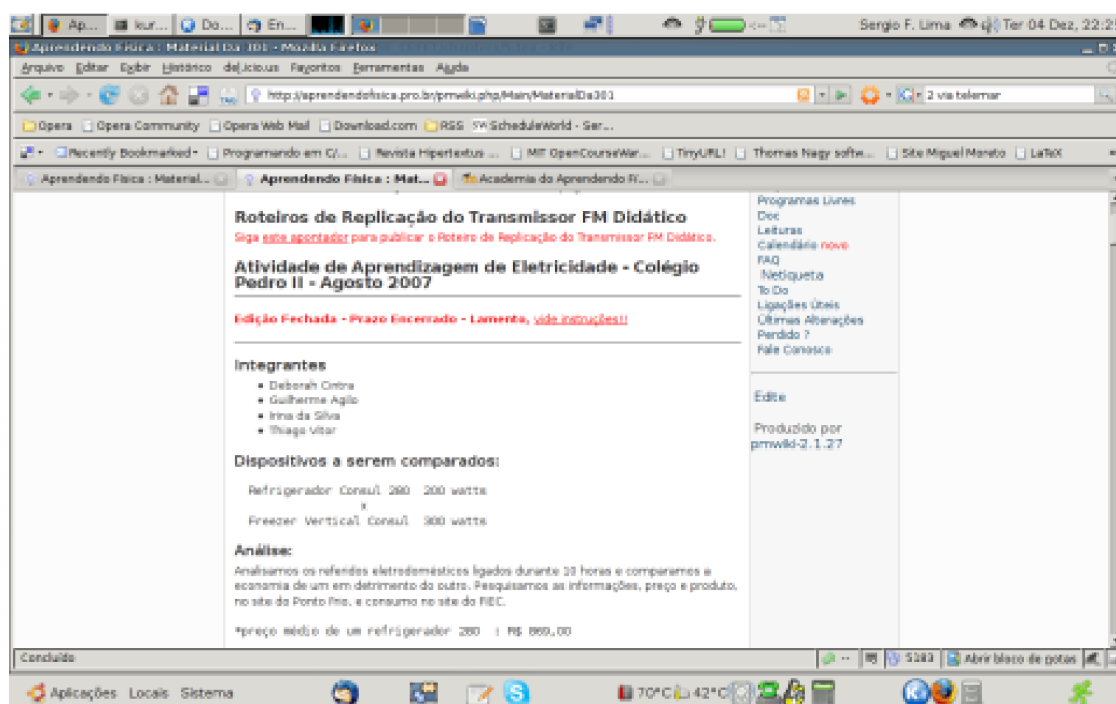 Ap...
kur...
Do...
En...
Sergio F. Lima
Ter 04 Dez, 22:2
Aprendendo Física : Material Da 301 - Mozilla Firefox
Arquivo Editar Exibir Histórico del.icio.us Favoritos Ferramentas Ajuda
http://aprendendofisica.pro.br/pmwiki.php/Main/MaterialDa301
2 via telemar
Opera Opera Community Opera Web Mail Download.com RSS SW ScheduleWorld - Ser...
Recently Bookmarked Programando em C/... Revista Hipertextus ... MIT OpenCourseWar... TinyURL! Thomas Nagy softw... Site Miguel Moreto LaTeX
Aprendendo Física : Material... Aprendendo Física : Mat... Academia do Aprendendo Fí...
Roteiros de Replicação do Transmissor FM Didático
Siga este apontador para publicar o Roteiro de Replicação do Transmissor FM Didático.
Atividade de Aprendizagem de Eletricidade - Colégio
Pedro II - Agosto 2007
Edição Fechada - Prazo Encerrado - Lamento, vide instruções!!
Integrantes
Deborah Cintra
Guilherme Agilo
Irina da Silva
Thiago Vitor
Dispositivos a serem comparados:
Refrigerador Consul 280 200 watts
x
Freezer Vertical Consul 300 watts
Análise:
Analisamos os referidos eletrodomésticos ligados durante 10 horas e comparamos a
economia de um em detrimento do outro. Pesquisamos as informações, preço e produto,
no site do Ponto Frio, e consumo no site do FIEC.
*preço médio de um refrigerador 280 : R$ 869,00
Programas Livres
Doc
Leituras
Calendário novo
FAQ
Netiqueta
To Do
Ligações Úteis
Últimas Alterações
Perdido ?
Fale Conosco
Edite
Produzido por
pmwiki-2.1.27
Concluído
5283
Abrir bloco de notas
Aplicações Locais Sistema
70°C 42°C